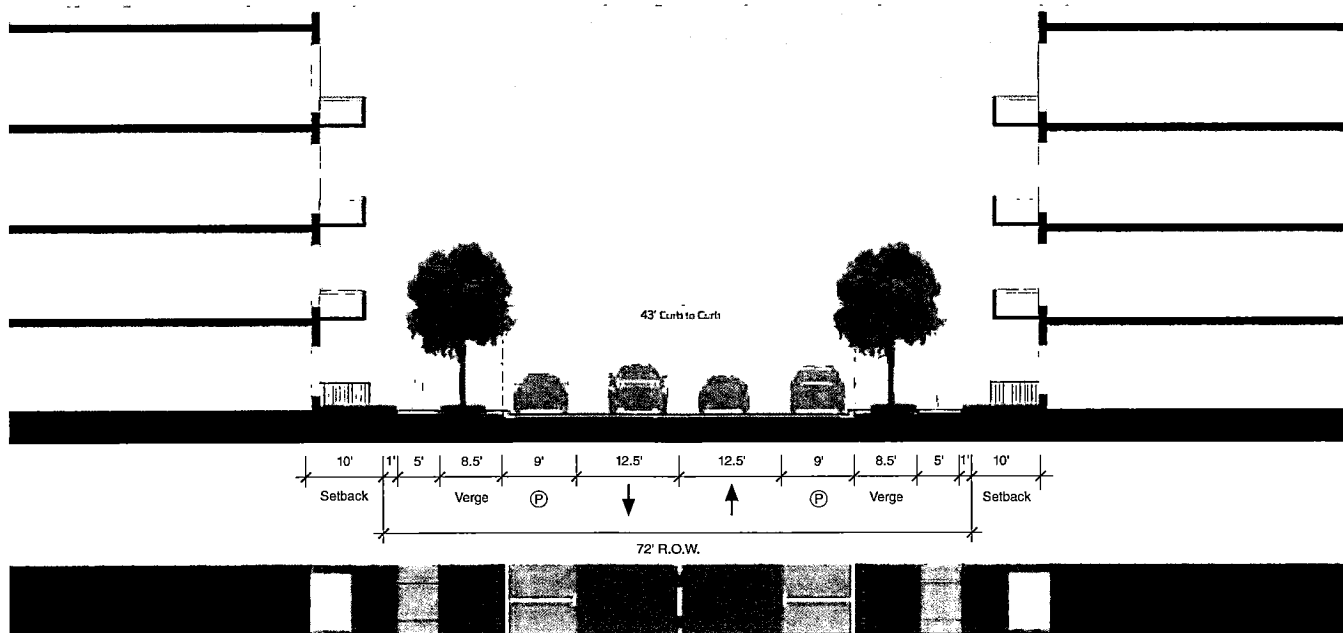 43' Curb to Curb
10' 1' 5' 8.5' 9' 12.5' 12.5' 9' 8.5' 5' 1' 10'
Setback Verge P P Verge Setback
72' R.O.W.